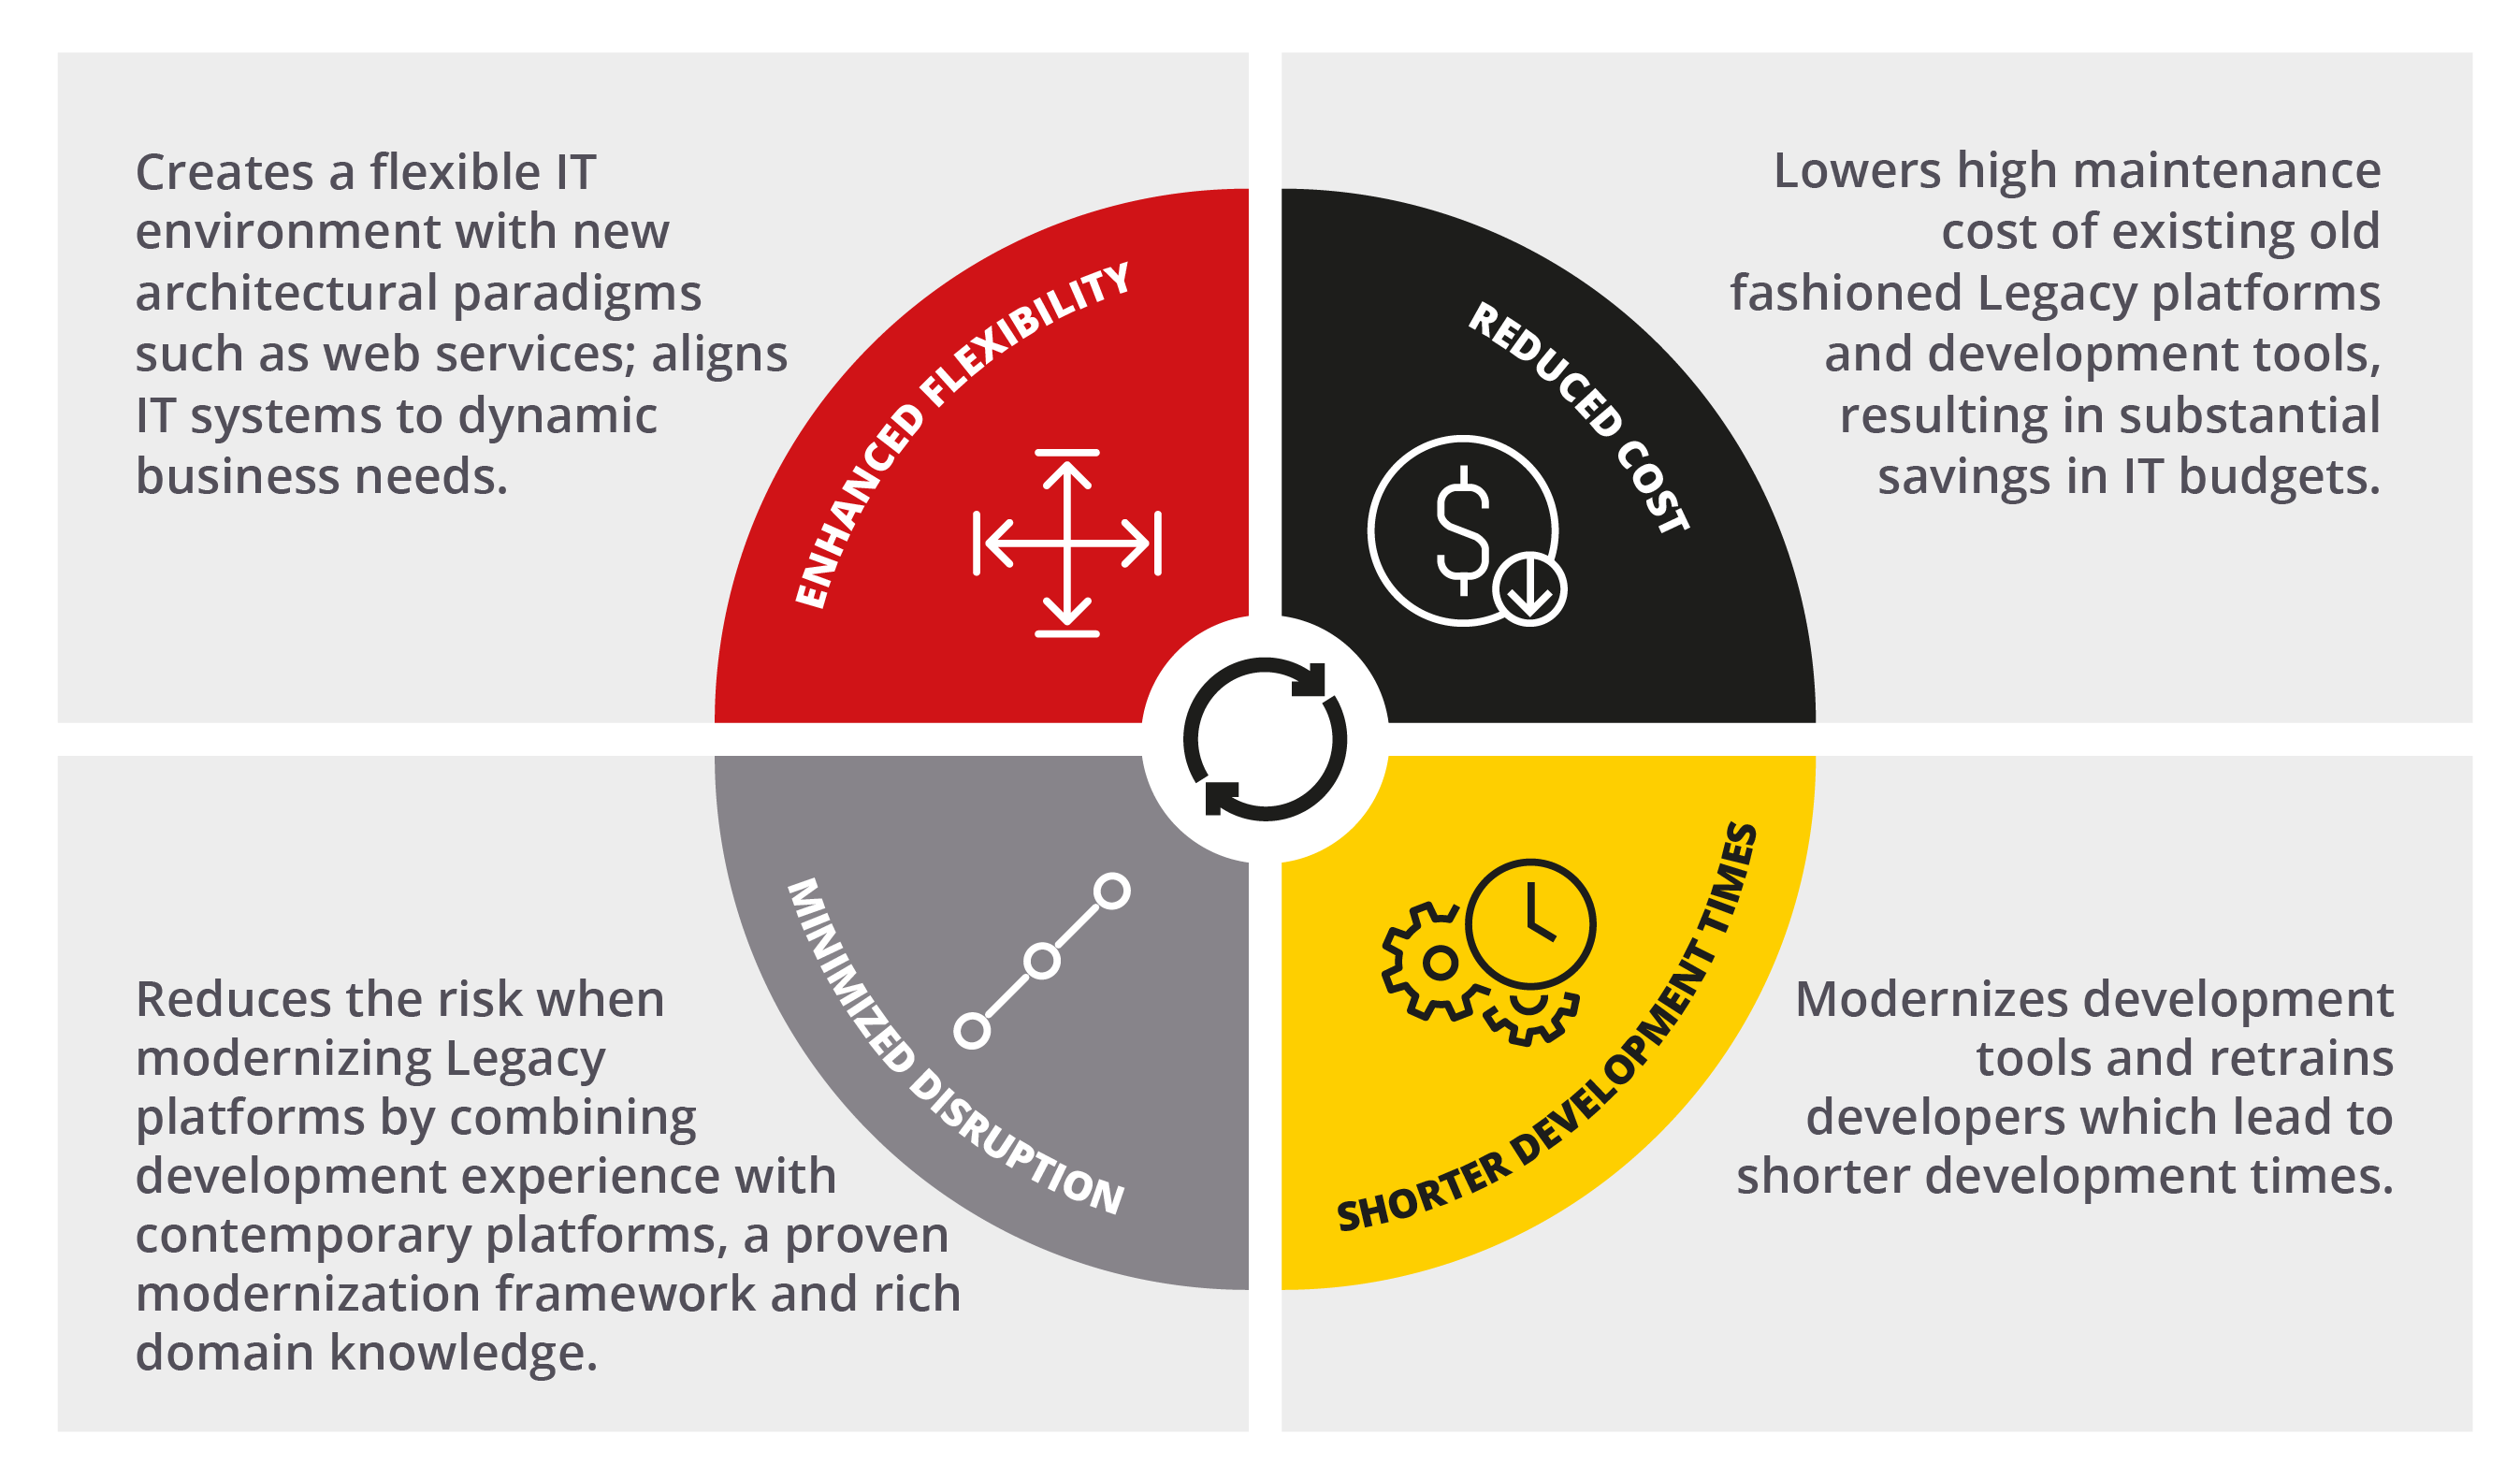 Creates a flexible IT
environment with new
architectural paradigms
such as web services; aligns
IT systems to dynamic
business needs.
ENHANCED FLEXIBILITY
REDUCED COST
Lowers high maintenance
cost of existing old
fashioned Legacy platforms
and development tools,
resulting in substantial
savings in IT budgets.
Reduces the risk when
modernizing Legacy
platforms by combining
development experience with
contemporary platforms, a proven
modernization framework and rich
domain knowledge.
MINIMIZED DISRUPTION
SHORTER DEVELOPMENT TIMES
Modernizes development
tools and retrains
developers which lead to
shorter development times.